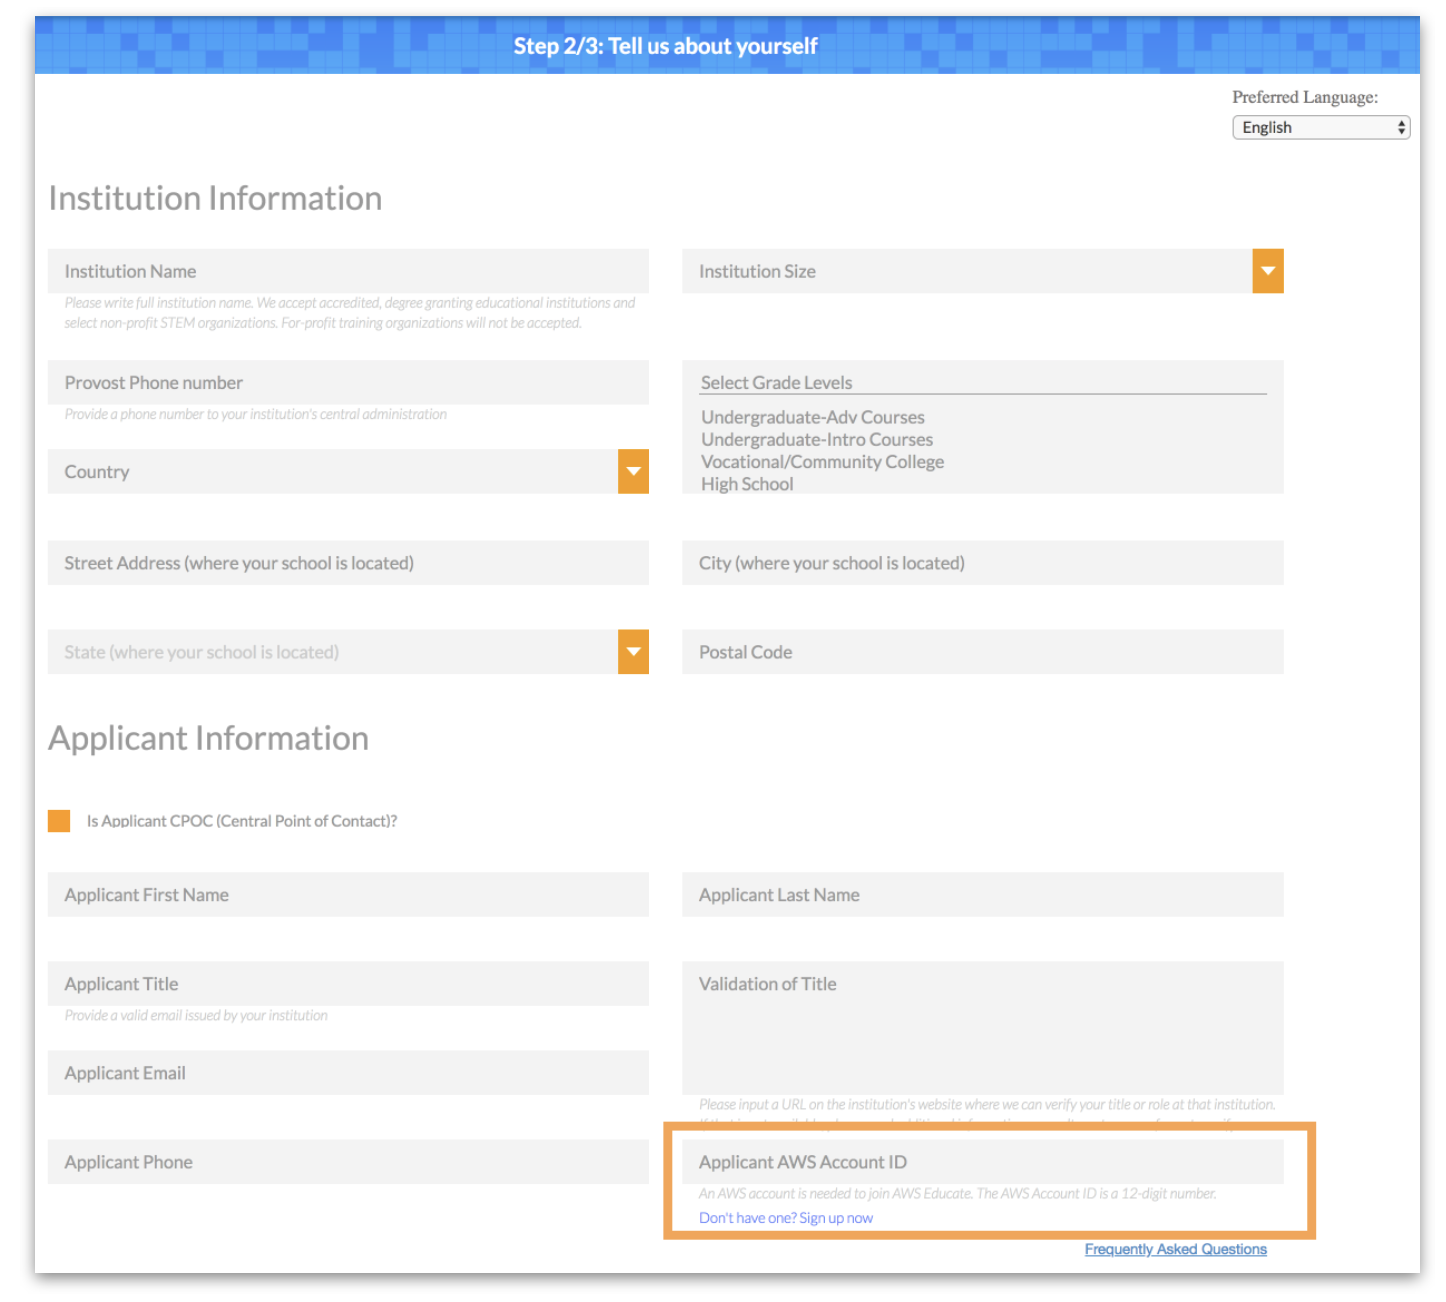 Step 2/3: Tell us about yourself
Preferred Language:
English
Institution Information
Institution Name
Institution Size
Please write full institution name. We accept accredited, degree granting educational institutions and
select non-profit STEM organizations. For-profit training organizations will not be accepted.
Provost Phone number
Select Grade Levels
Provide a phone number to your institution's central administration
Undergraduate-Adv Courses
Undergraduate-Intro Courses
Vocational/Community College
High School
Country
Street Address (where your school is located)
City (where your school is located)
State (where your school is located)
Postal Code
Applicant Information
Is Applicant CPOC (Central Point of Contact)?
Applicant First Name
Applicant Last Name
Applicant Title
Validation of Title
Provide a valid email issued by your institution
Applicant Email
Please input a URL on the institution's website where we can verify your title or role at that institution.
Applicant Phone
Applicant AWS Account ID
An AWS account is needed to join AWS Educate. The AWS Account ID is a 12-digit number.
Don't have one? Sign up now
Frequently Asked Questions